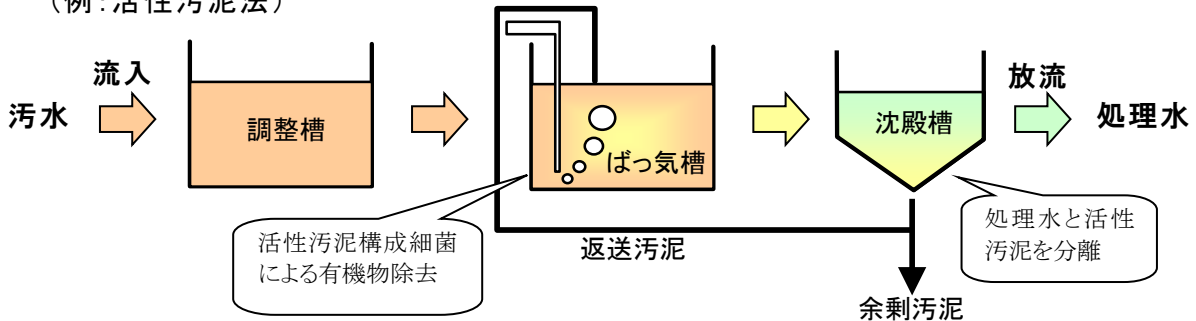 （例：活性汚泥法）
流入
汚水
調整槽
ばっ気槽
沈殿槽
放流
処理水
活性汚泥構成細菌
による有機物除去
返送汚泥
処理水と活性
汚泥を分離
余剰汚泥